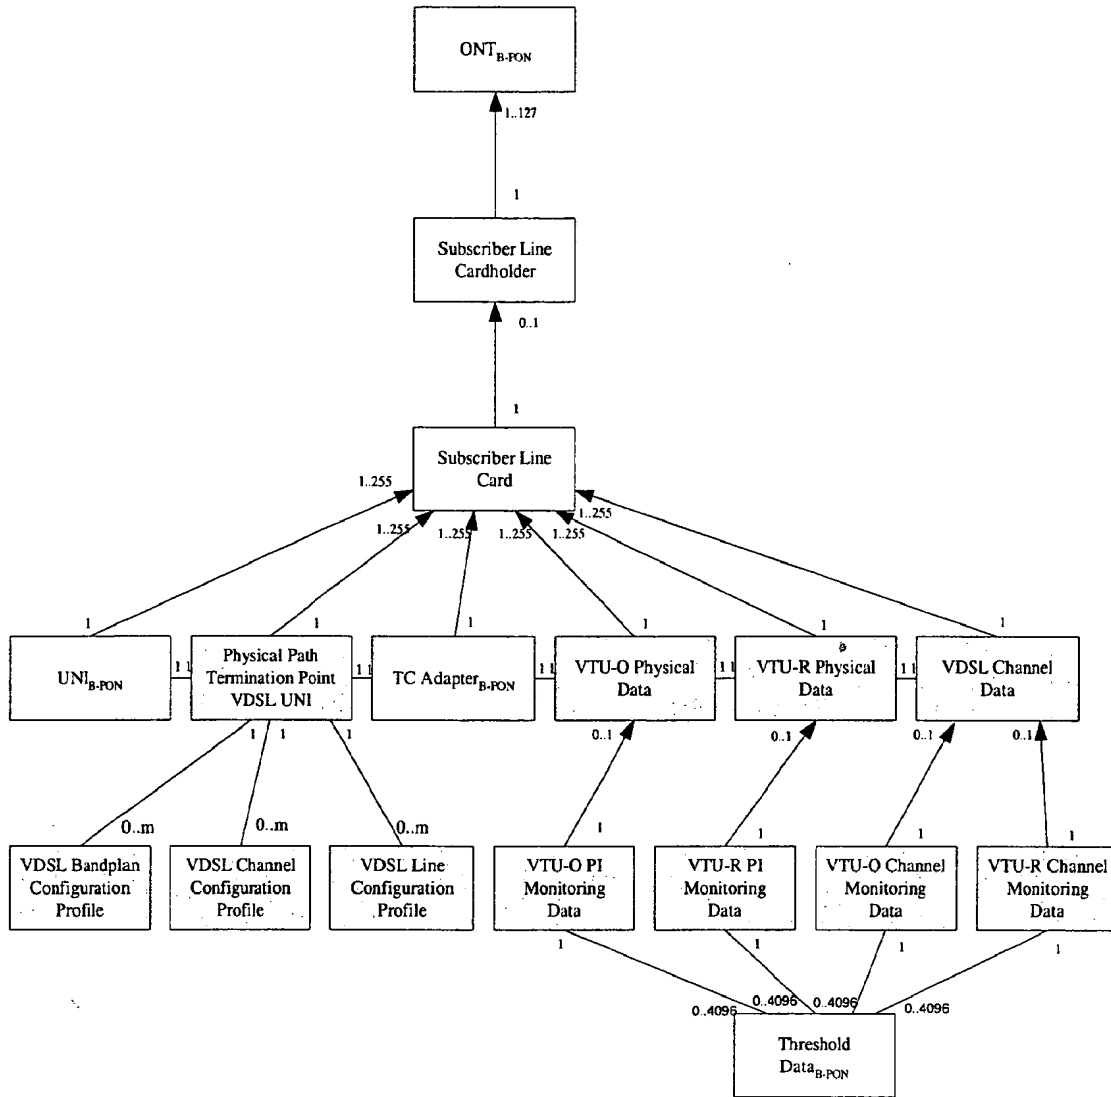 ONT B-PON
1..127
1
Subscriber Line
Cardholder
0..1
1
Subscriber Line
Card
1..255
1..255
1..255
1..255
1..255
1..255
1
1
1
1
1
1
UNI B-PON
1 1
Physical Path
Termination Point
VDSL UNI
1 1
TC Adapter B-PON
1 1
VTU-O Physical
Data
1 1
VTU-R Physical
Data
1 1
VDSL Channel
Data
1
1
1
0..1
0..1
0..1
0..1
0..m
0..m
0..m
1
1
1
1
VDSL Bandplan
Configuration
Profile
VDSL Channel
Configuration
Profile
VDSL Line
Configuration
Profile
VTU-O PI
Monitoring
Data
VTU-R PI
Monitoring
Data
VTU-O Channel
Monitoring
Data
VTU-R Channel
Monitoring
Data
1
1
1
1
0..4096
0..4096
0..4096
0..4096
Threshold
Data B-PON